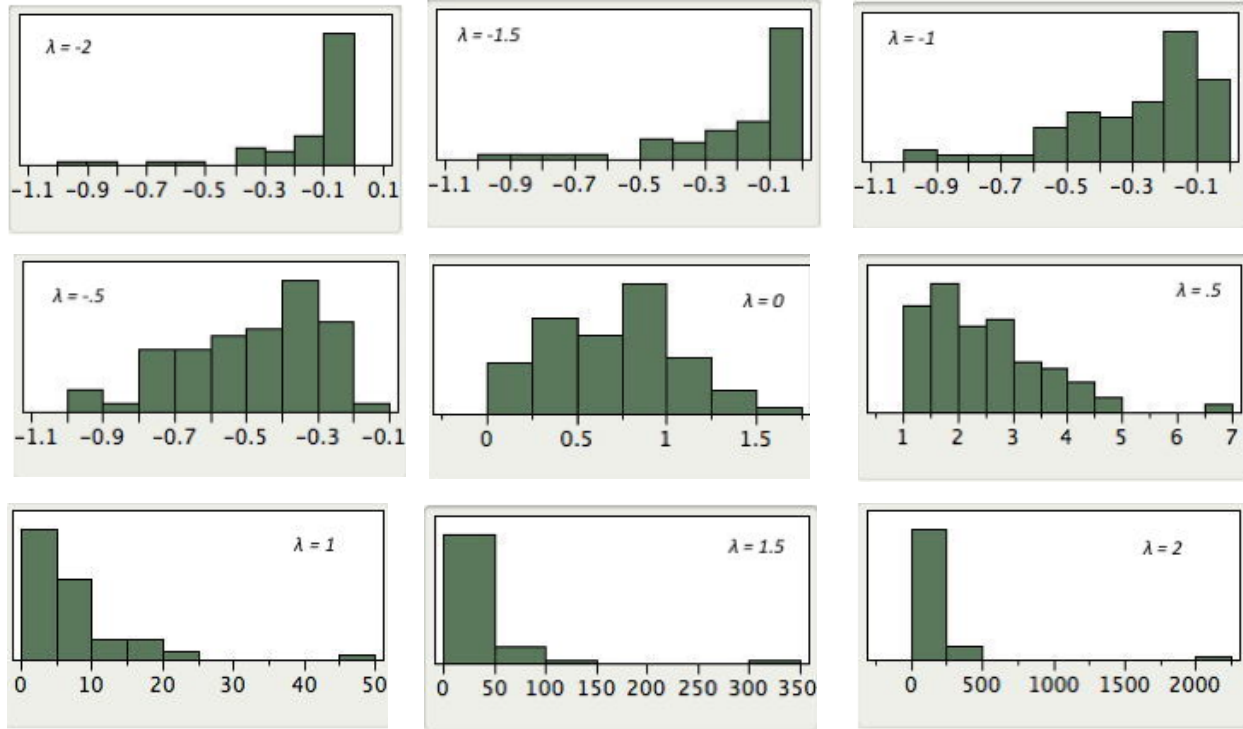 λ = -2
-1.1 -0.9 -0.7 -0.5 -0.3 -0.1 0.1
λ = -1.5
-1.1 -0.9 -0.7 -0.5 -0.3 -0.1
λ = -1
-1.1 -0.9 -0.7 -0.5 -0.3 -0.1
λ = -.5
-1.1 -0.9 -0.7 -0.5 -0.3 -0.1
λ = 0
0 0.5 1 1.5
λ = .5
1 2 3 4 5 6 7
λ = 1
0 10 20 30 40 50
λ = 1.5
0 50 100 150 200 250 300 350
λ = 2
0 500 1000 1500 2000